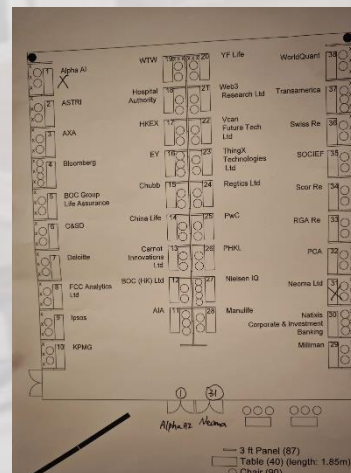 1 Alpha AI
X
2 ASTRI
3 AXA
4 Bloomberg
5 BOC Group
Life Assurance
6
7 Deloitte
8 FCC Analytics
Ltd
9 Ipsos
10 KPMG
WTW 19
Hospital 18
Authority
HKEX 17
EY 16
Chubb 15
China Life 14
Carrot 13
Innovations
Ltd
BOC (HK) Ltd 12
AIA 11
20 YF Life
21 Web3
Research Ltd
22 Vcan
Future Tech
Ltd
23 ThingX
Technologies
Ltd
24 Regtics Ltd
25 PwC
26 PHKL
27 Nielsen IQ
28 Manulife
WorldQuant 38
Transamerica 37
Swiss Re 36
SOCIEF 35
Scor Re 34
RGA Re 33
PCA 32
Neoma Ltd 31
X
Natixis 30
Corporate & Investment
Banking
Milliman 29
1 31
Neoma
3 ft Panel (87)
Table (40) (length: 1.85m)
Chair (90)